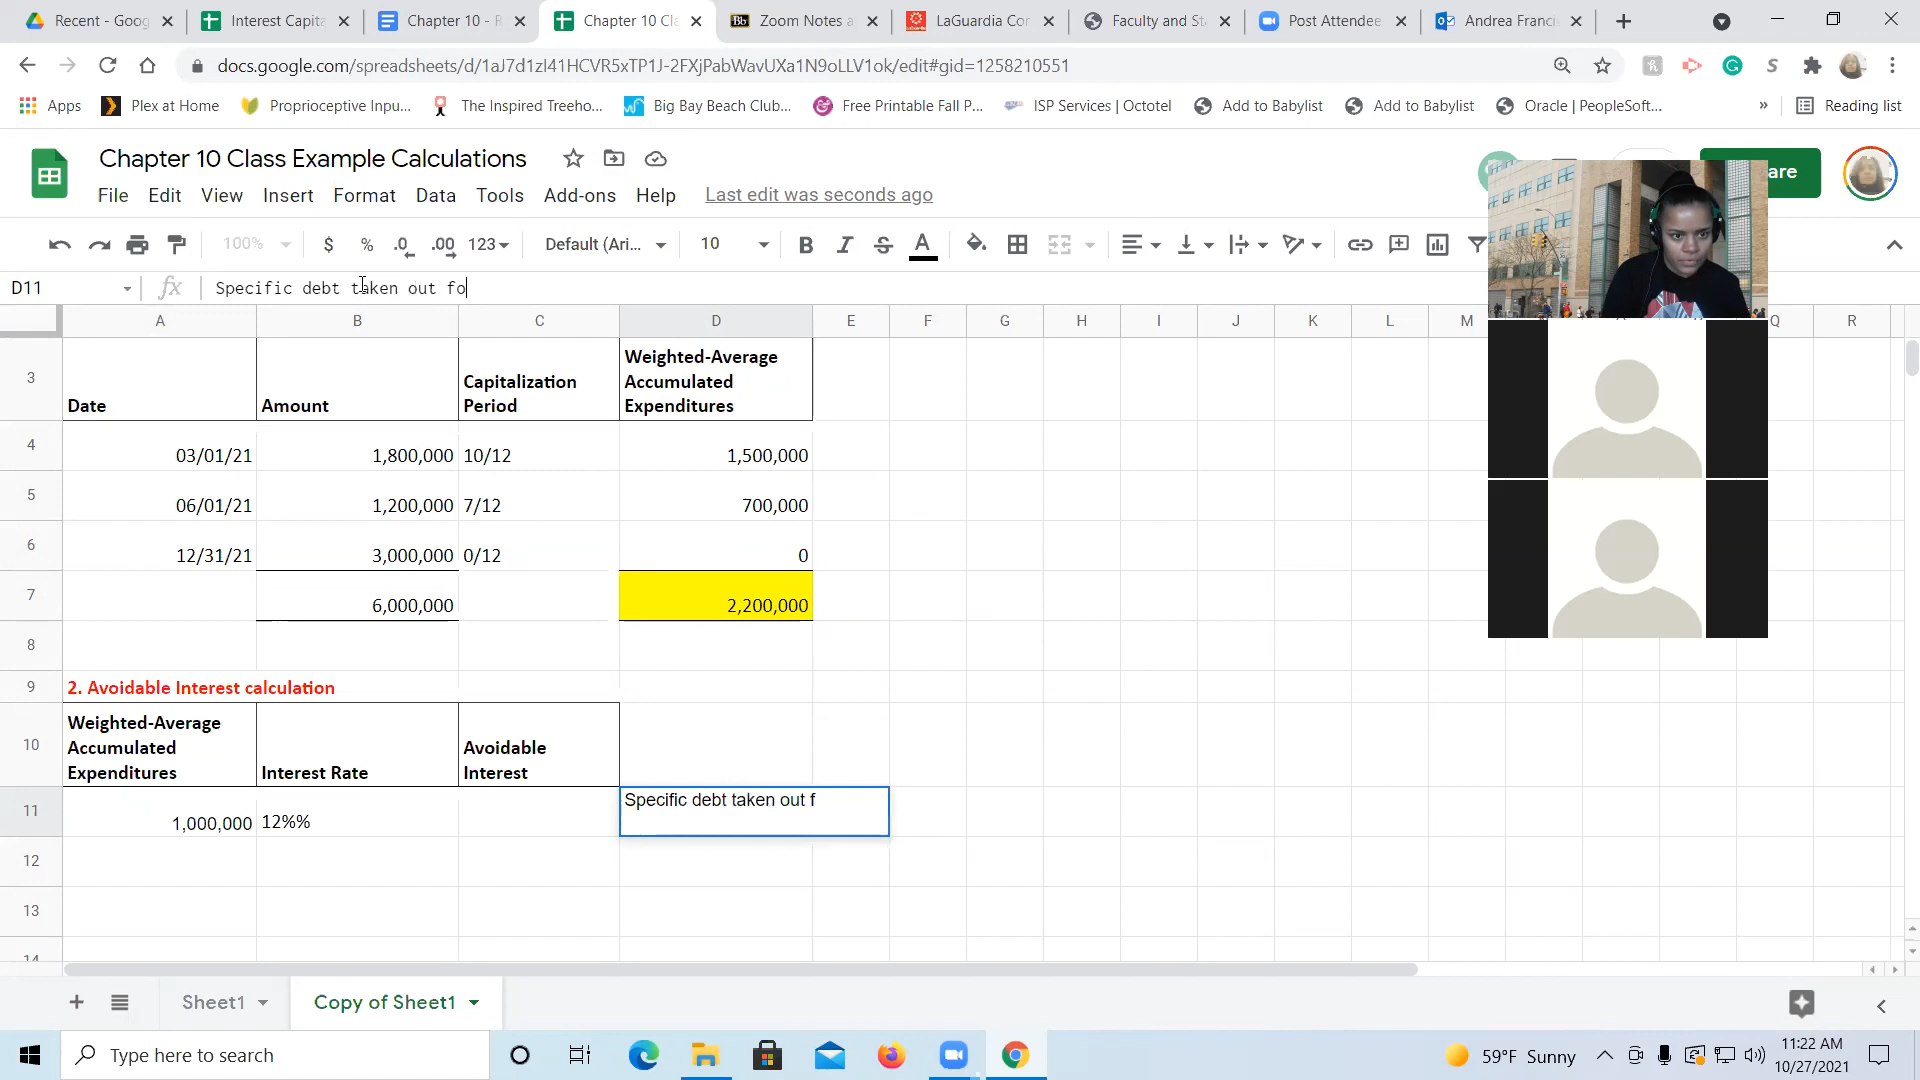 Recent - Goog
Interest Capita
Chapter 10 - R
Chapter 10 Cla
Zoom Notes a
LaGuardia Cor
Faculty and St
Post Attendee
Andrea Franci
docs.google.com/spreadsheets/d/1aJ7d1zI41HCVR5xTP1J-2FXjPabWavUXa1N9oLLV1ok/edit#gid=1258210551
Apps
Plex at Home
Proprioceptive Inpu...
The Inspired Treeho...
Big Bay Beach Club...
Free Printable Fall P...
ISP Services | Octotel
Add to Babylist
Add to Babylist
Oracle | PeopleSoft...
»
Reading list
Chapter 10 Class Example Calculations
are
File Edit View Insert Format Data Tools Add-ons Help Last edit was seconds ago
100% $ % .0 .00 123 Default (Ari... 10 B I S A
D11 fx Specific debt taken out fo
A B C D E F G H I J K L M Q R
3 Date Amount Capitalization Period Weighted-Average Accumulated Expenditures
4 03/01/21 1,800,000 10/12 1,500,000
5 06/01/21 1,200,000 7/12 700,000
6 12/31/21 3,000,000 0/12 0
7 6,000,000 2,200,000
8
9 2. Avoidable Interest calculation
10 Weighted-Average Accumulated Expenditures Interest Rate Avoidable Interest
11 1,000,000 12%% Specific debt taken out f
12
13
14
Sheet1 Copy of Sheet1
Type here to search
59°F Sunny
11:22 AM
10/27/2021